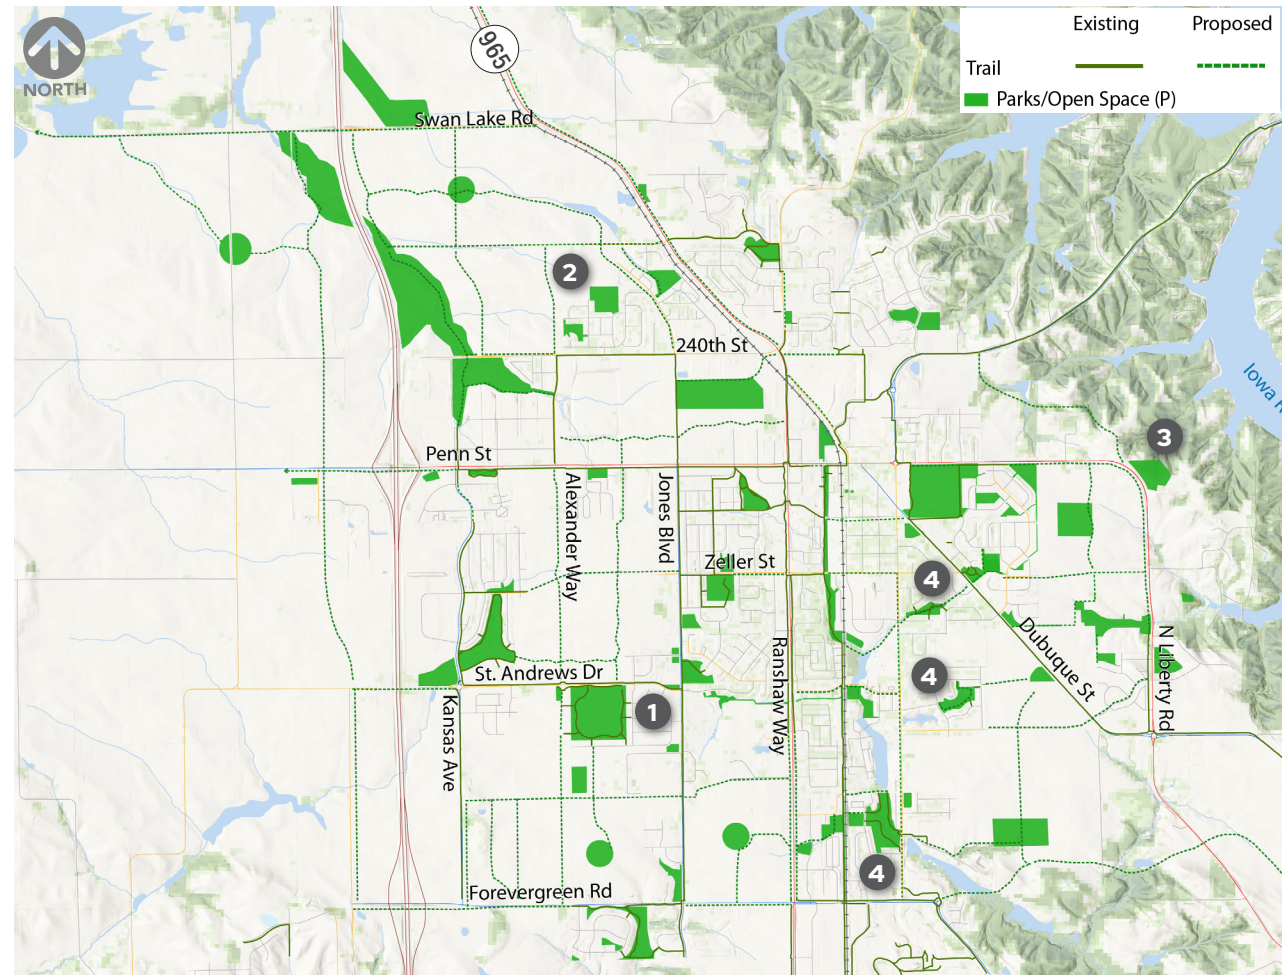 Existing
Proposed
Trail
Parks/Open Space (P)
NORTH
965
Swan Lake Rd
2
240th St
Iowa R
3
Penn St
Alexander Way
Jones Blvd
Zeller St
4
Dubuque St
N Liberty Rd
Ranshaw Way
St. Andrews Dr
4
Kansas Ave
1
4
Forevergreen Rd